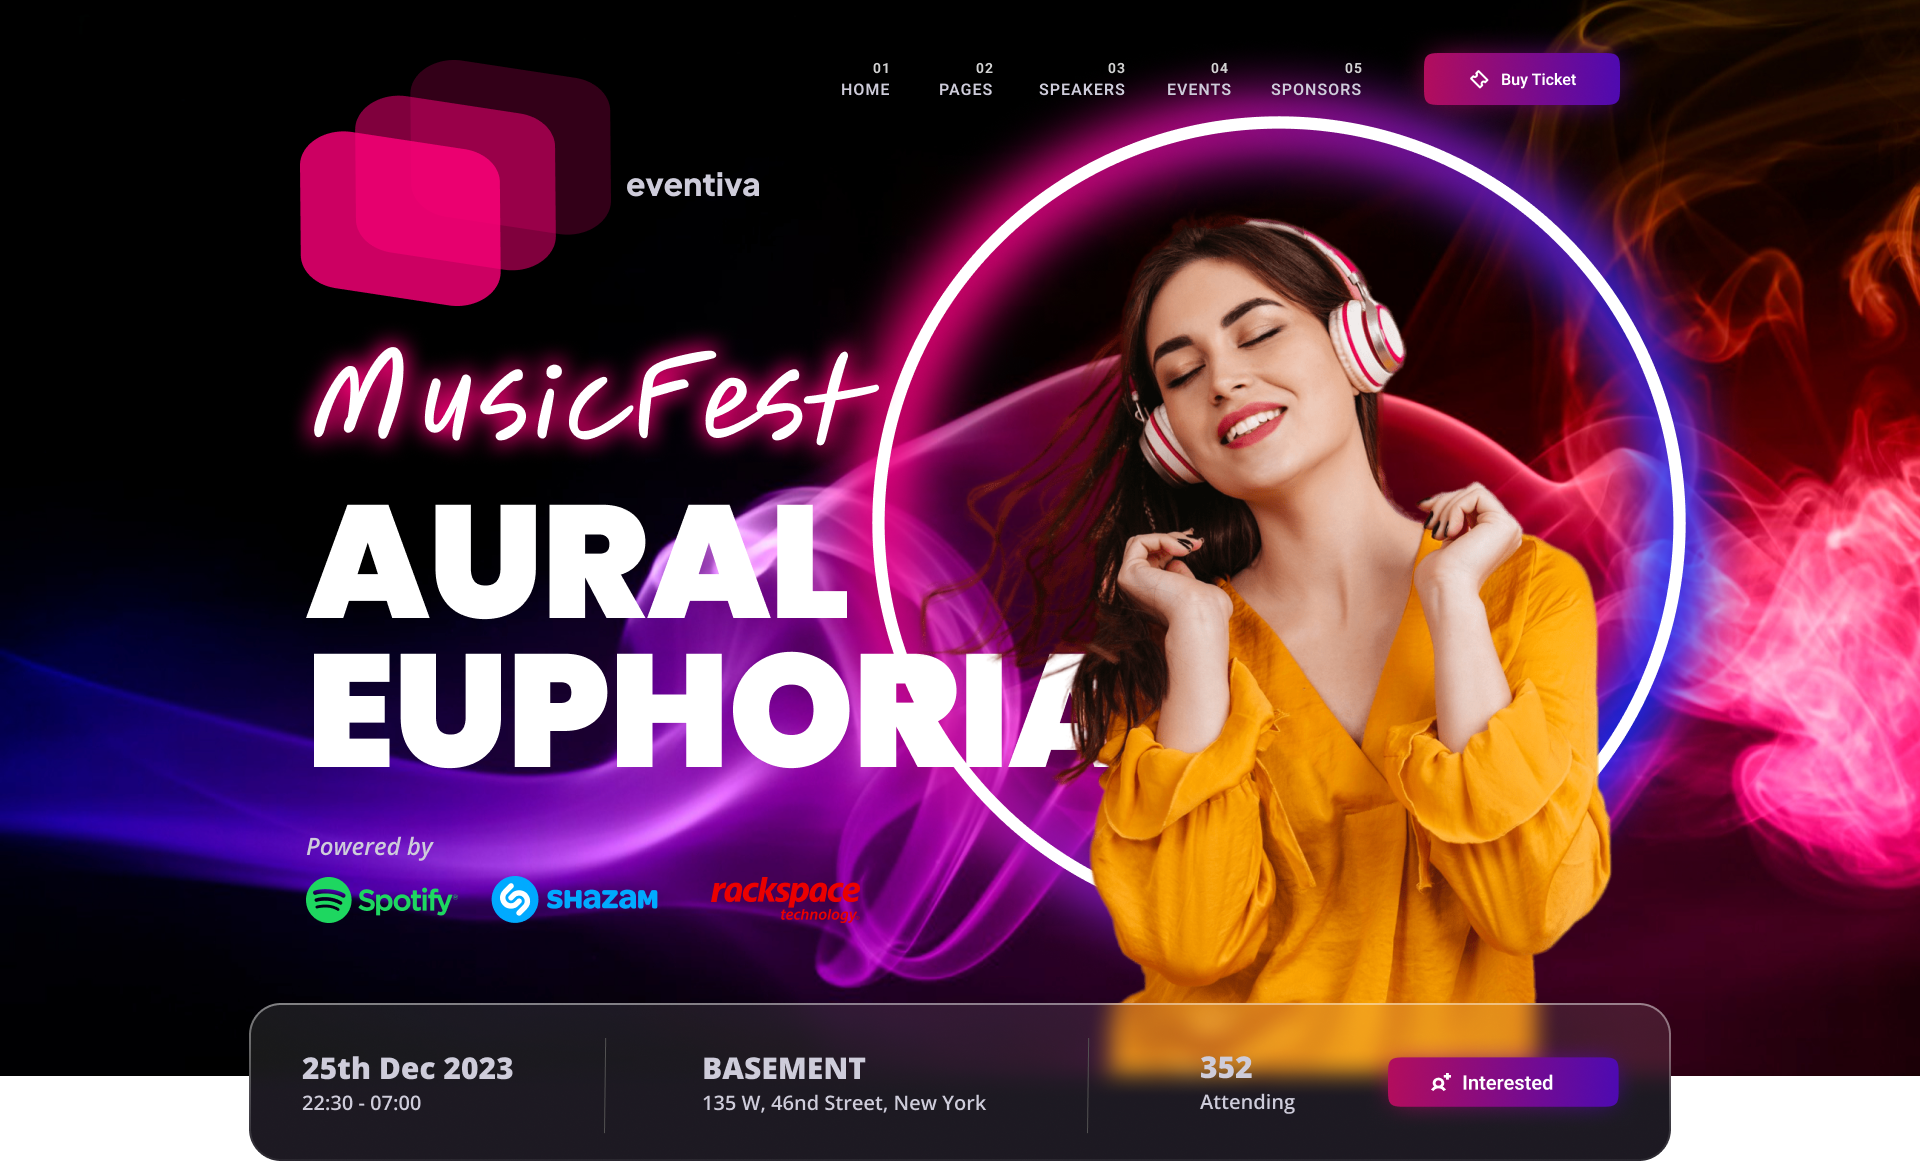 01 02 03 04 05
HOME PAGES SPEAKERS EVENTS SPONSORS
Buy Ticket
eventiva
MusicFest
AURAL
EUPHORIA
Powered by
Spotify SHAZAM rackspace
technology
25th Dec 2023
22:30 - 07:00
BASEMENT
135 W, 46nd Street, New York
352
Attending
Interested